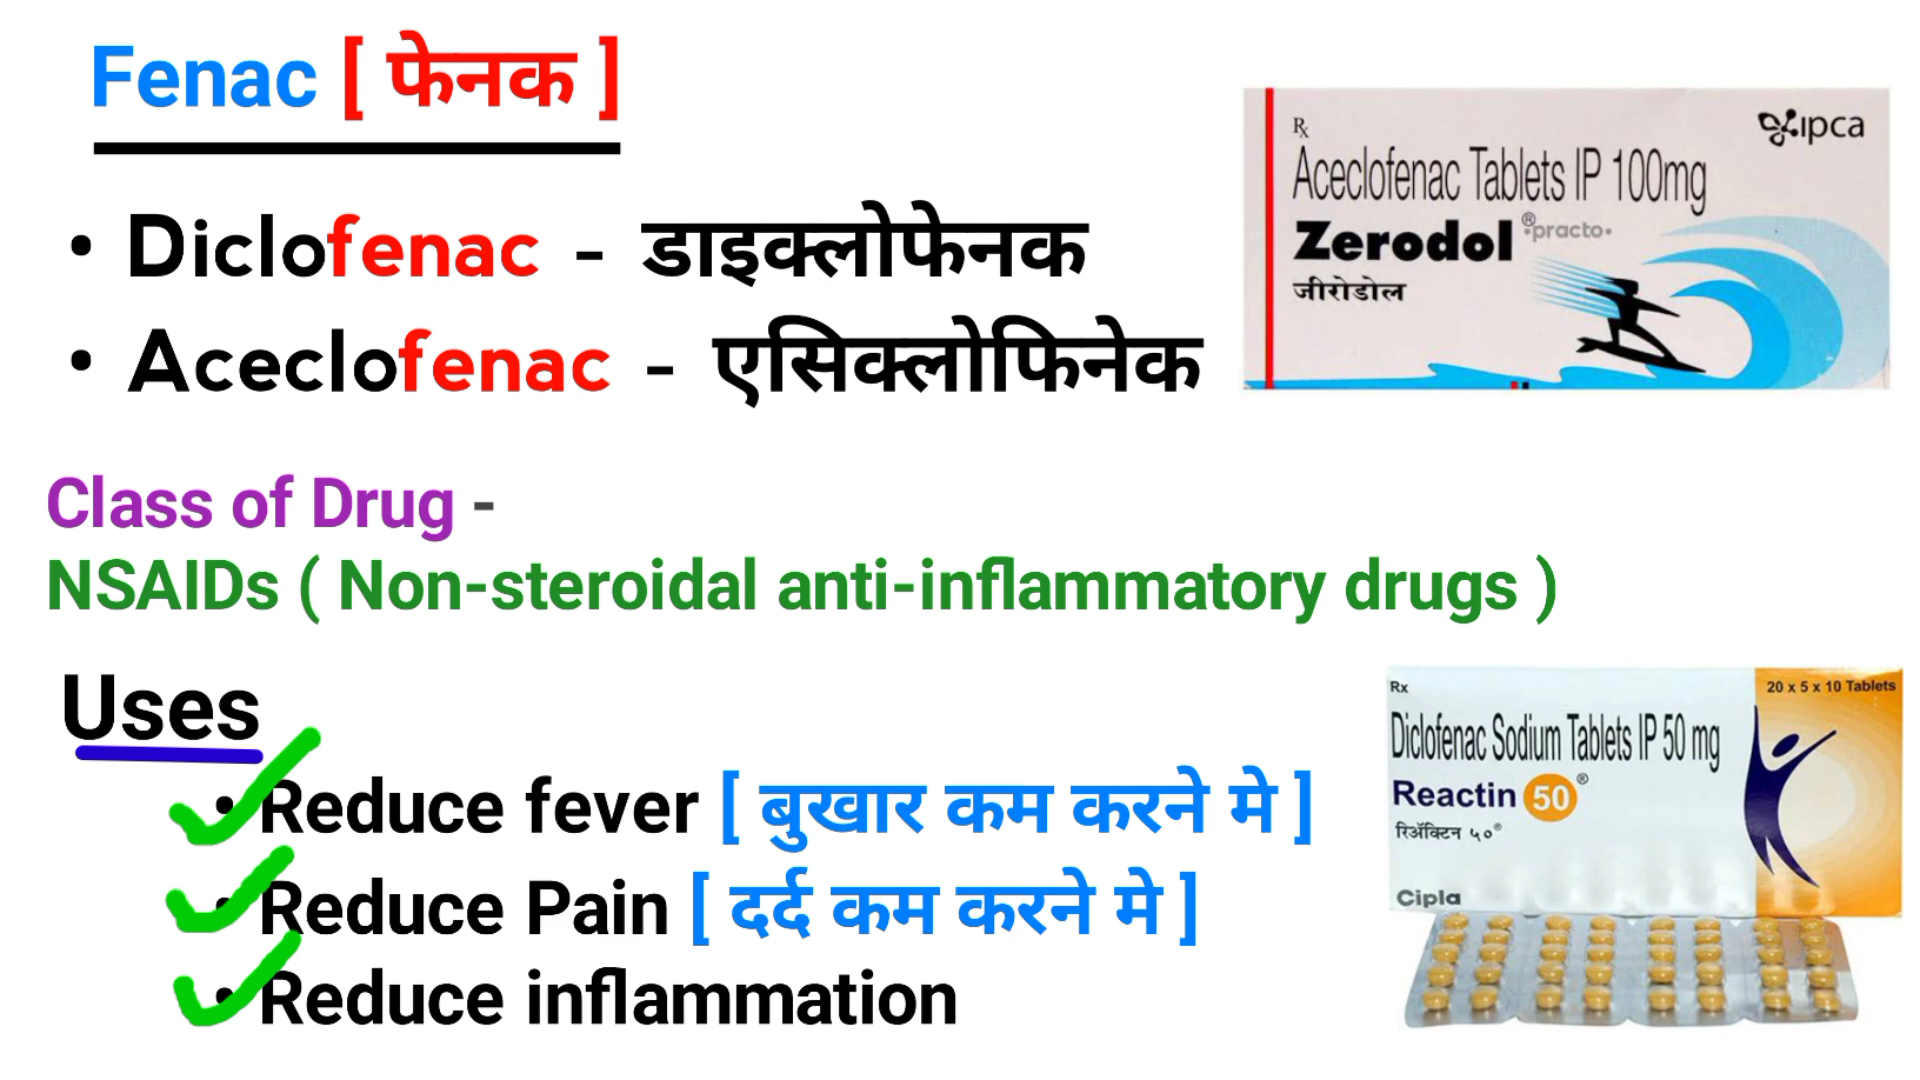 Fenac [ फेनक ]
• Diclofenac - डाइक्लोफेनक
• Aceclofenac - एसिक्लोफिनेक
Rx
ipca
Aceclofenac Tablets IP 100mg
Zerodol ® •practo•
जीरोडोल
Class of Drug -
NSAIDs ( Non-steroidal anti-inflammatory drugs )
Uses
• Reduce fever [ बुखार कम करने मे ]
• Reduce Pain [ दर्द कम करने मे ]
• Reduce inflammation
Rx
20 x 5 x 10 Tablets
Diclofenac Sodium Tablets IP 50 mg
Reactin 50 ®
रिॲक्टिन ५०®
Cipla